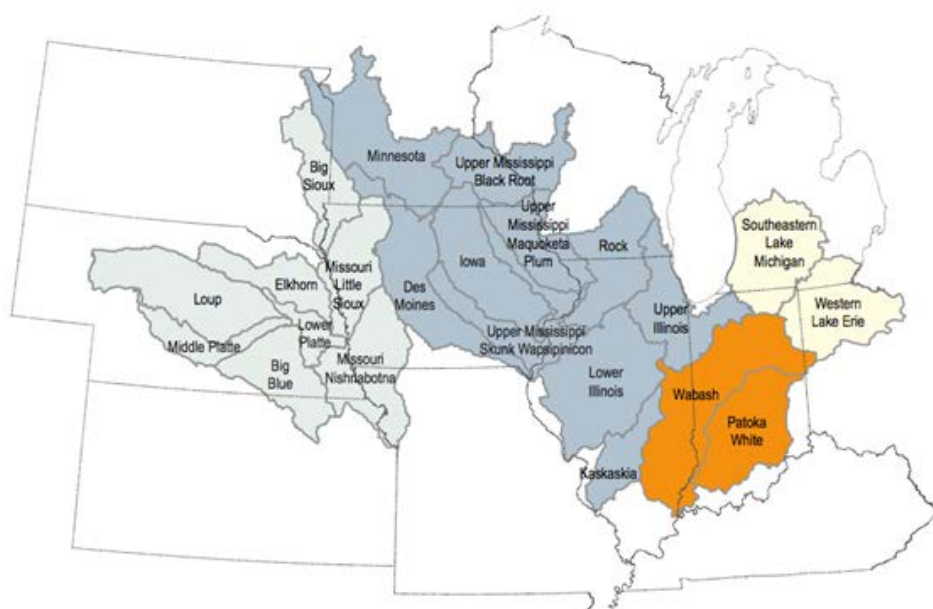 Minnesota
Upper Mississippi
Black Root
Big
Sioux
Upper
Mississippi
Maquoketa
Plum
Rock
Southeastern
Lake
Michigan
Western
Lake Erie
Missouri
Little
Sioux
Iowa
Elkhorn
Loup
Des
Moines
Upper
Illinois
Lower
Platte
Middle Platte
Upper Mississippi
Skunk Wapsipinicon
Big
Blue
Missouri
Nishnabotna
Lower
Illinois
Wabash
Patoka
White
Kaskaskia